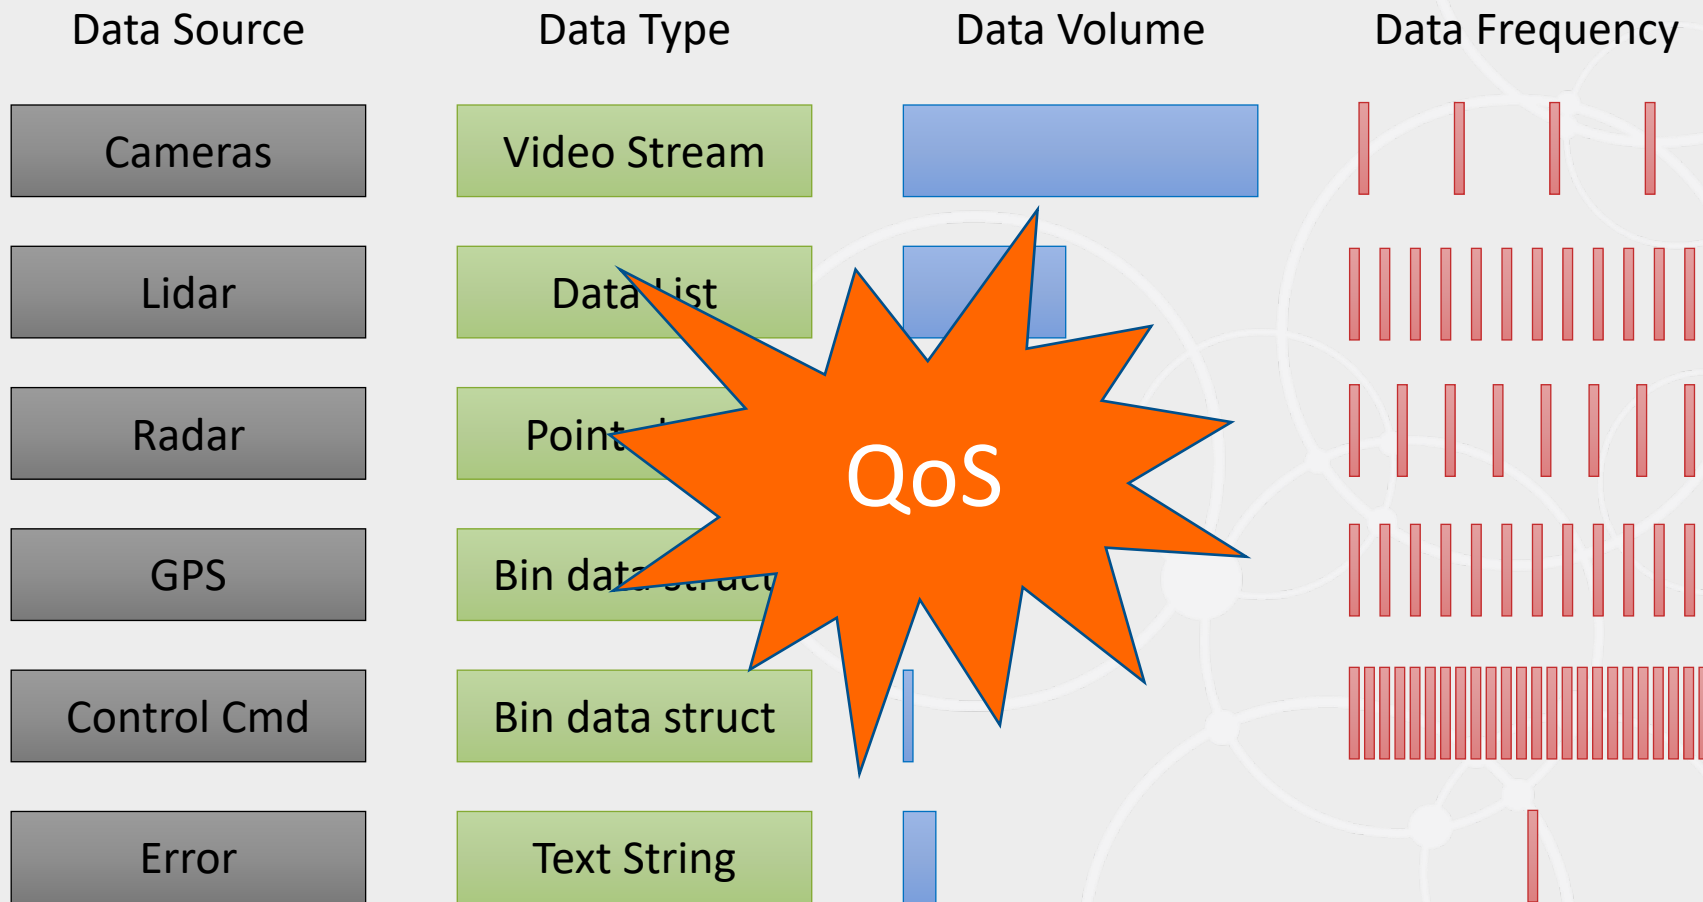 Data Source Data Type Data Volume Data Frequency
Cameras Video Stream
Lidar Data List
Radar Point
QoS
GPS Bin data struct
Control Cmd Bin data struct
Error Text String